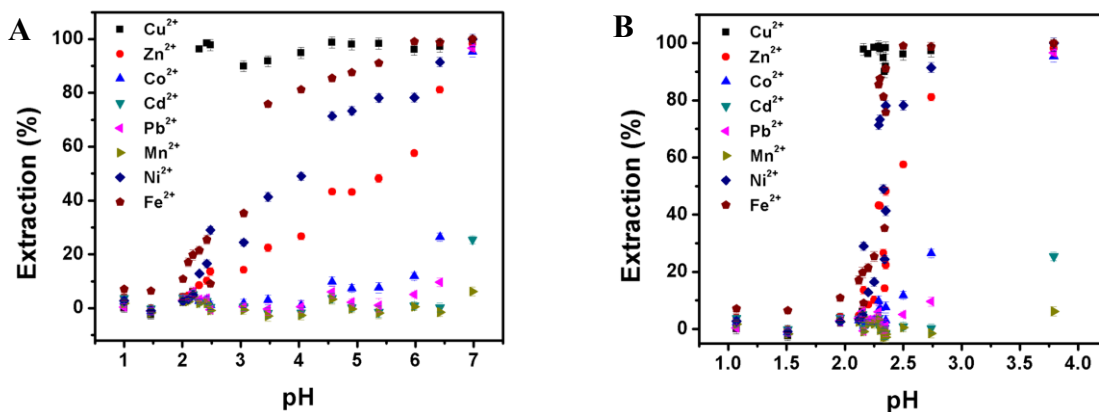 A
Extraction (%)
100
80
60
40
20
0
Cu2+
Zn2+
Co2+
Cd2+
Pb2+
Mn2+
Ni2+
Fe2+
1 2 3 4 5 6 7
pH
B
Extraction (%)
100
80
60
40
20
0
Cu2+
Zn2+
Co2+
Cd2+
Pb2+
Mn2+
Ni2+
Fe2+
1.0 1.5 2.0 2.5 3.0 3.5 4.0
pH